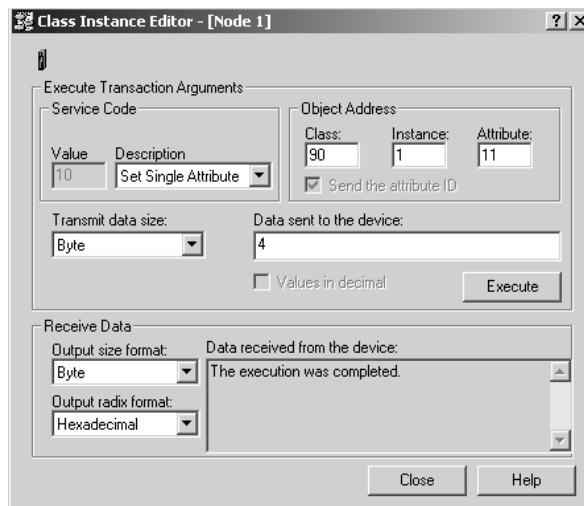 Class Instance Editor - [Node 1]
Execute Transaction Arguments
Service Code
Object Address
Value Description
10 Set Single Attribute
Class: Instance: Attribute:
90 1 11
Send the attribute ID
Transmit data size: Data sent to the device:
Byte 4
Values in decimal Execute
Receive Data
Output size format: Data received from the device:
Byte The execution was completed.
Output radix format:
Hexadecimal
Close Help